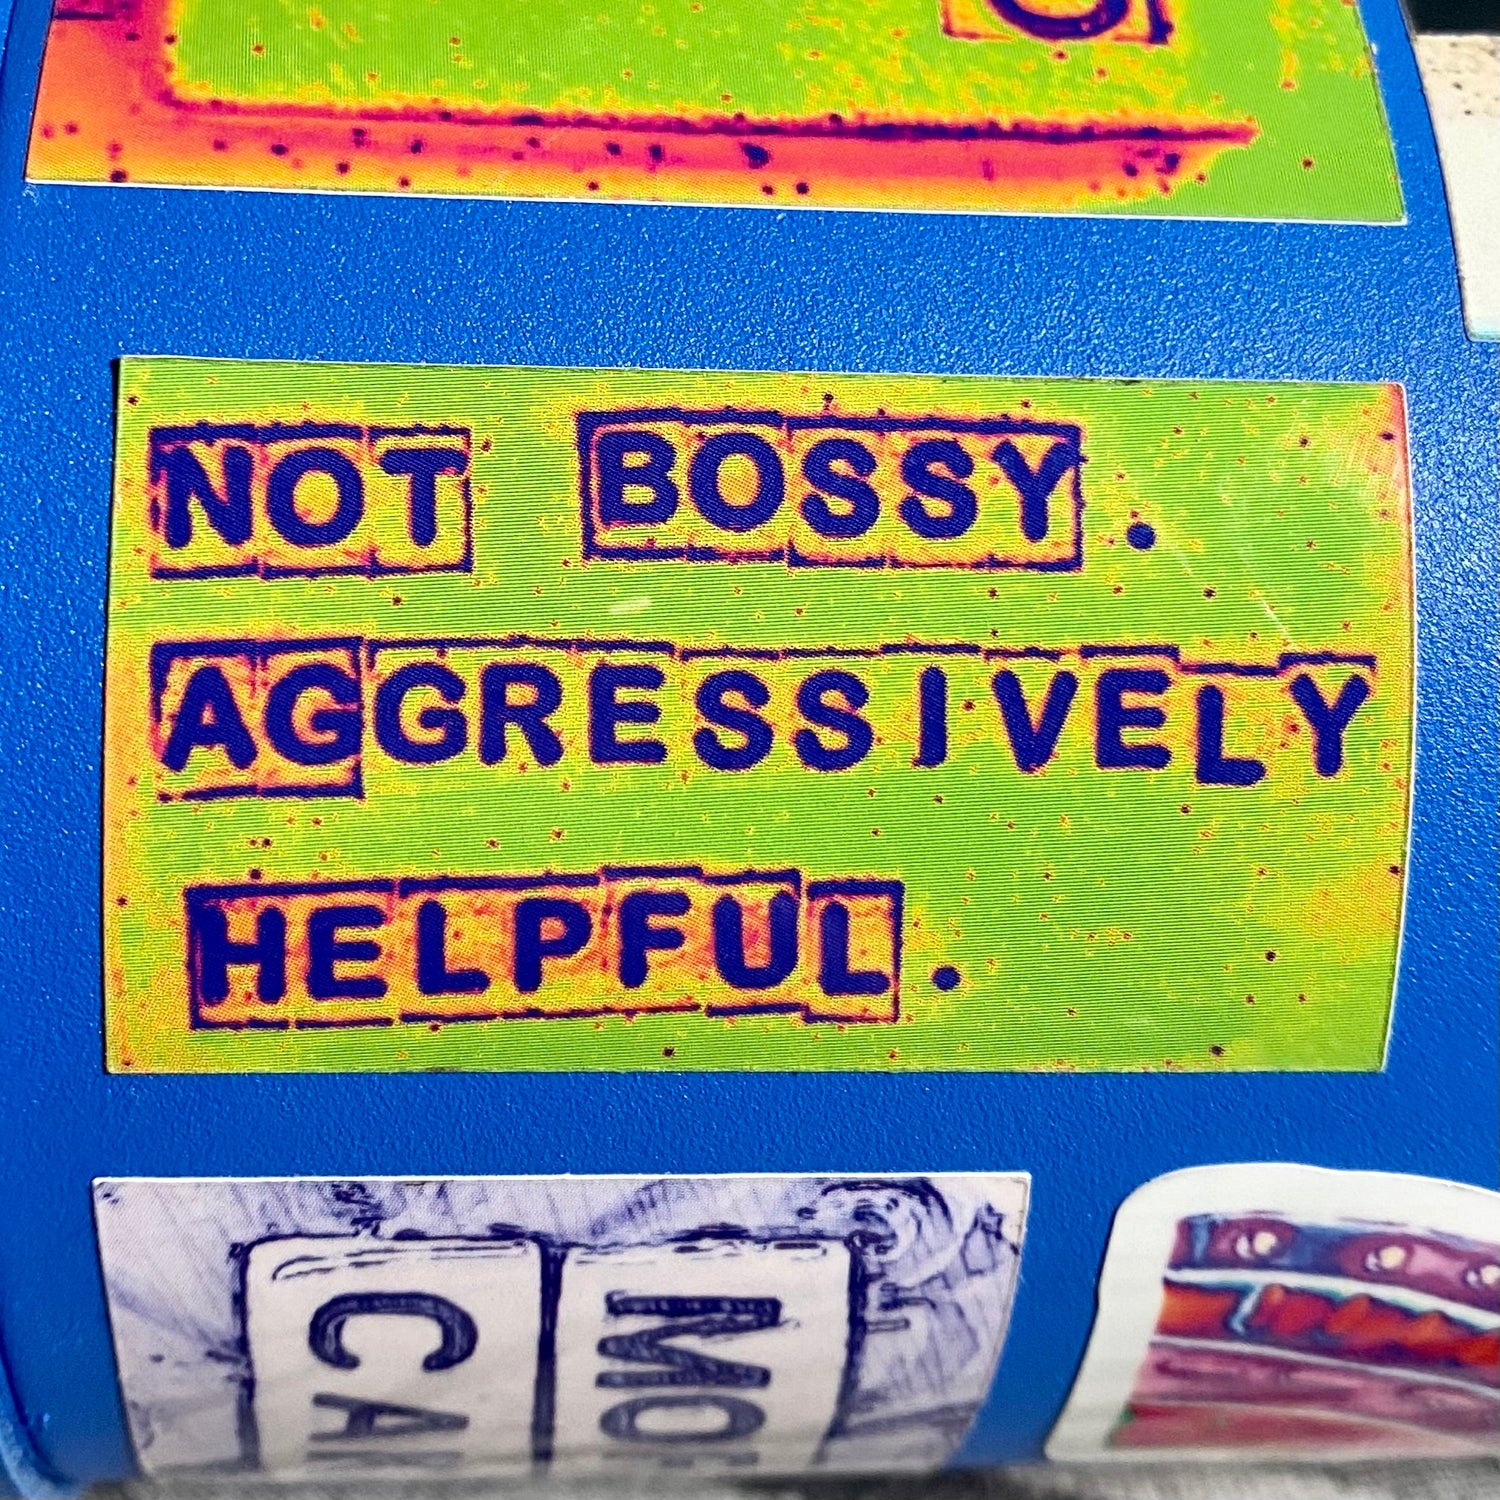 NOT BOSSY.
AGGRESSIVELY
HELPFUL.